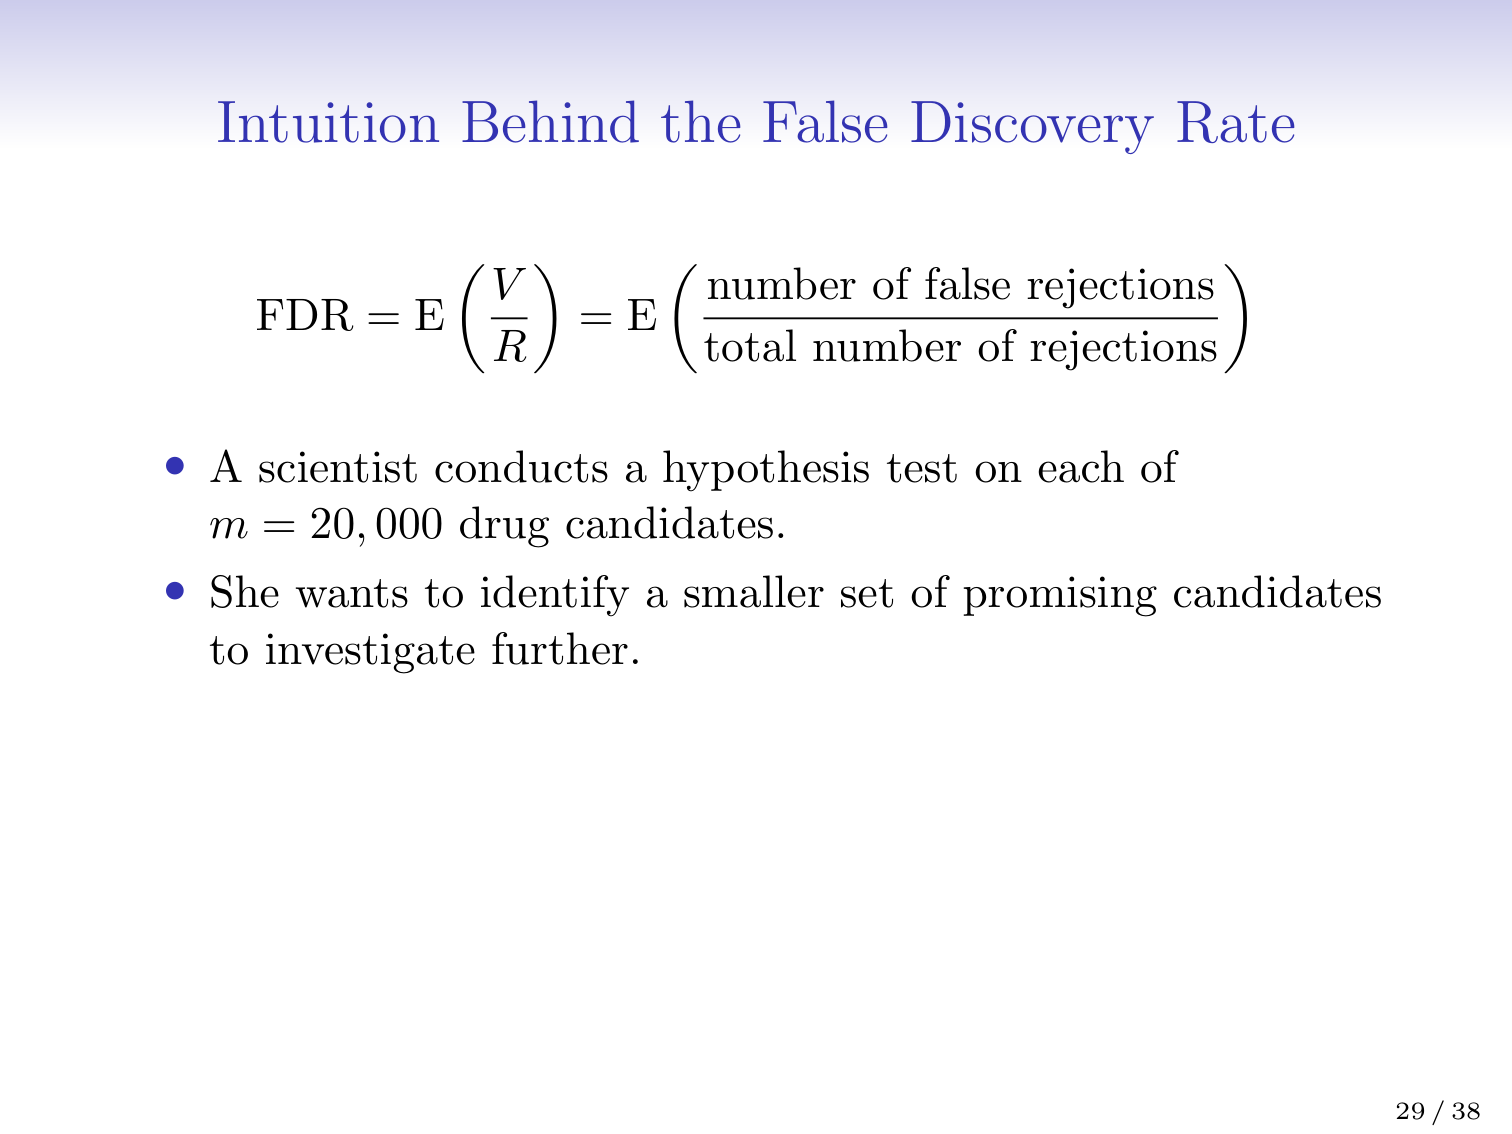 Intuition Behind the False Discovery Rate
FDR = E(V/R) = E(number of false rejections/total number of rejections)
• A scientist conducts a hypothesis test on each of
m = 20, 000 drug candidates.
• She wants to identify a smaller set of promising candidates
to investigate further.
29 / 38